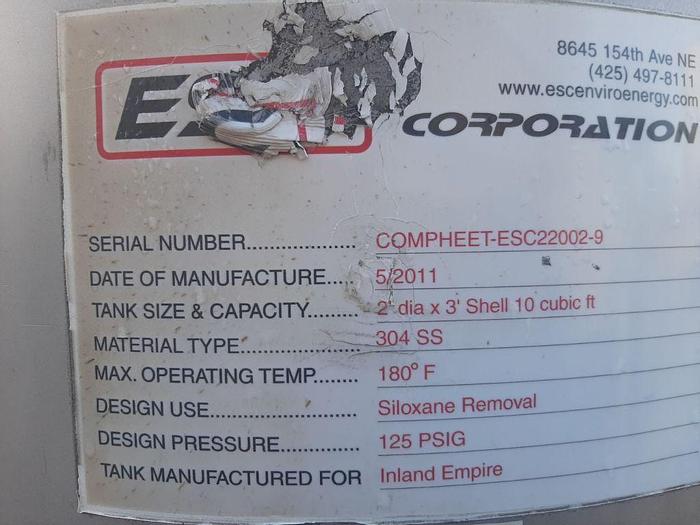 8645 154th Ave NE
(425) 497-8111
www.escenviroenergy.com
CORPORATION
SERIAL NUMBER.................... COMPHEET-ESC22002-9
DATE OF MANUFACTURE..... 5/2011
TANK SIZE & CAPACITY......... 2' dia x 3' Shell 10 cubic ft
MATERIAL TYPE..................... 304 SS
MAX. OPERATING TEMP........ 180° F
DESIGN USE........................... Siloxane Removal
DESIGN PRESSURE.............. 125 PSIG
TANK MANUFACTURED FOR Inland Empire